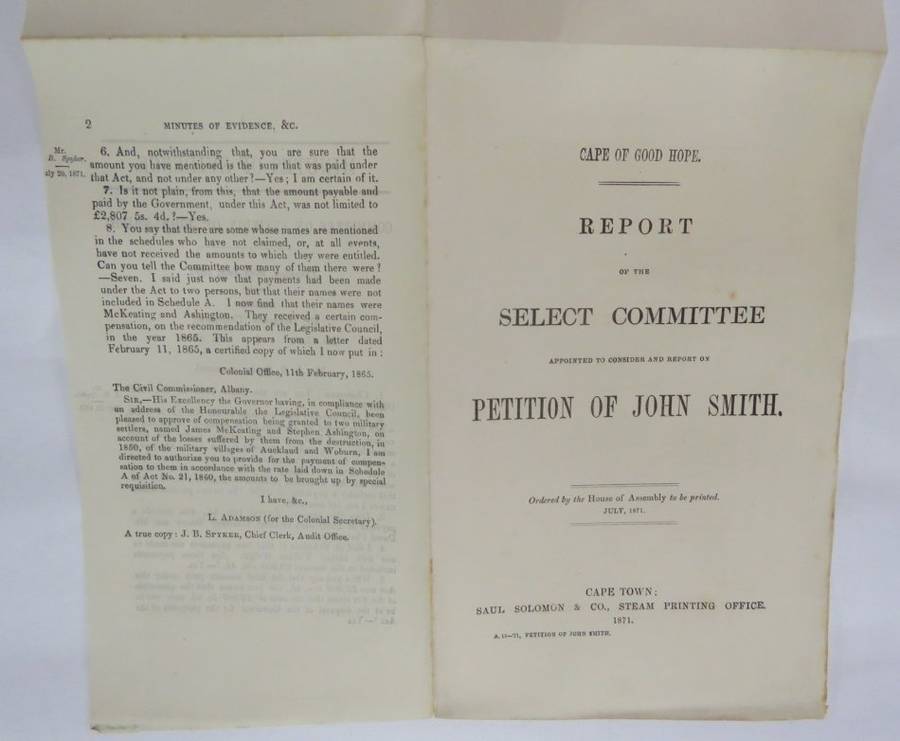 2 MINUTES OF EVIDENCE, &C.
Mr.
B. Spyker.
uly 20, 1871.
6. And, notwithstanding that, you are sure that the
amount you have mentioned is the sum that was paid under
that Act, and not under any other ?—Yes; I am certain of it.
7. Is it not plain, from this, that the amount payable and
paid by the Government, under this Act, was not limited to
£2,807 5s. 4d. ?—Yes.
8. You say that there are some whose names are mentioned
in the schedules who have not claimed, or, at all events,
have not received the amounts to which they were entitled.
Can you tell the Committee how many of them there were ?
—Seven. I said just now that payments had been made
under the Act to two persons, but that their names were not
included in Schedule A. I now find that their names were
McKeating and Ashington. They received a certain com-
pensation, on the recommendation of the Legislative Council,
in the year 1865. This appears from a letter dated
February 11, 1865, a certified copy of which I now put in :
Colonial Office, 11th February, 1865.
The Civil Commissioner, Albany.
SIR,—His Excellency the Governor having, in compliance with
an address of the Honourable the Legislative Council, been
pleased to approve of compensation being granted to two military
settlers, named James McKeating and Stephen Ashington, on
account of the losses suffered by them from the destruction, in
1850, of the military villages of Auckland and Woburn, I am
directed to authorize you to provide for the payment of compen-
sation to them in accordance with the rate laid down in Schedule
A of Act No. 21, 1860, the amounts to be brought up by special
requisition.
I have, &c.,
L. ADAMSON (for the Colonial Secretary).
A true copy : J. B. SPYKER, Chief Clerk, Audit Office.
CAPE OF GOOD HOPE.
REPORT
OF THE
SELECT COMMITTEE
APPOINTED TO CONSIDER AND REPORT ON
PETITION OF JOHN SMITH.
Ordered by the House of Assembly to be printed.
JULY, 1871.
CAPE TOWN:
SAUL SOLOMON & CO., STEAM PRINTING OFFICE.
1871.
A. 15—'71, PETITION OF JOHN SMITH.